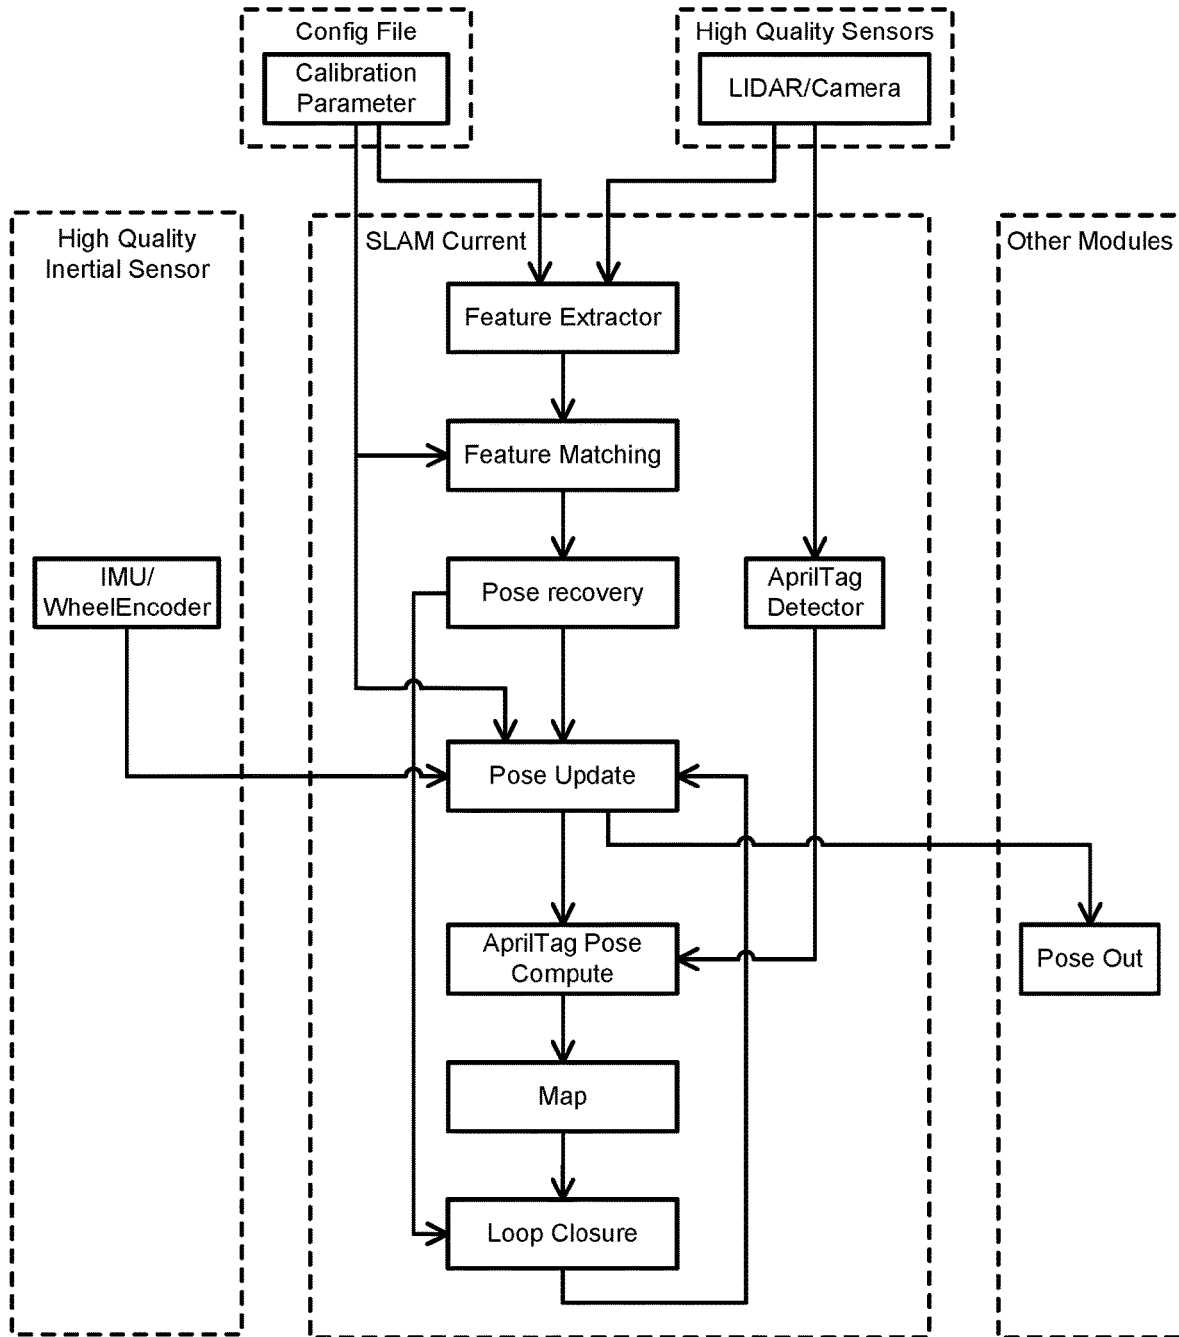 Config File
Calibration
Parameter
High Quality Sensors
LIDAR/Camera
High Quality
Inertial Sensor
SLAM Current
Other Modules
Feature Extractor
Feature Matching
IMU/
WheelEncoder
Pose recovery
AprilTag
Detector
Pose Update
AprilTag Pose
Compute
Pose Out
Map
Loop Closure